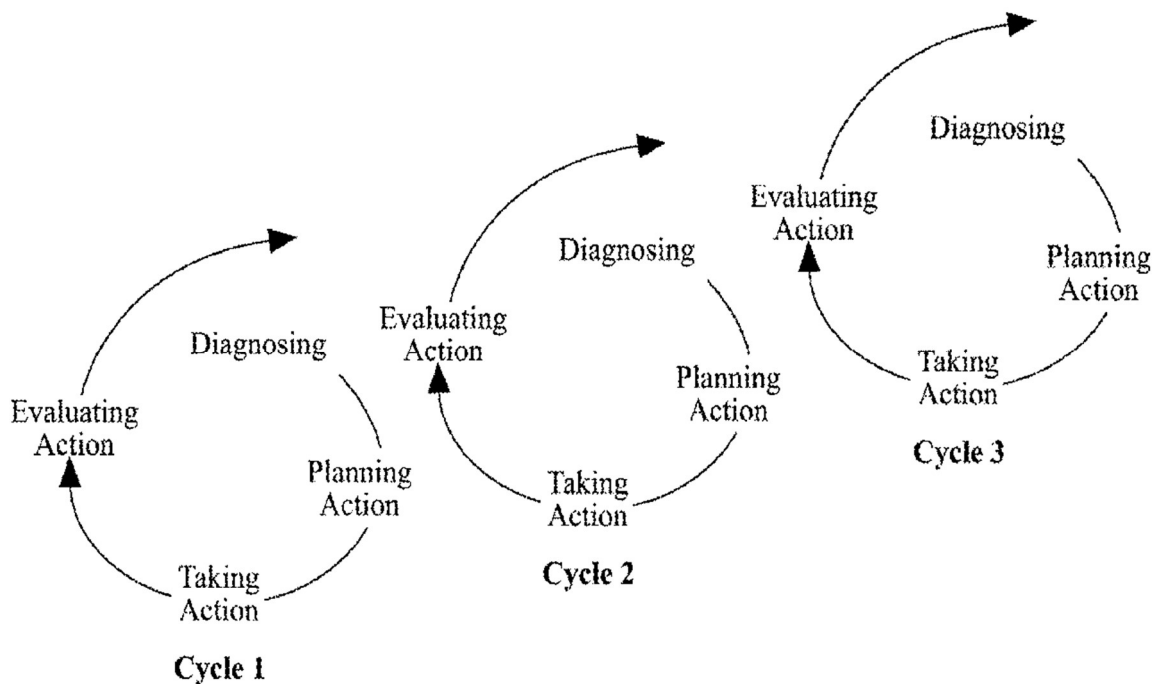 Diagnosing
Evaluating
Action
Planning
Action
Taking
Action
Cycle 1
Diagnosing
Evaluating
Action
Planning
Action
Taking
Action
Cycle 2
Diagnosing
Evaluating
Action
Planning
Action
Taking
Action
Cycle 3